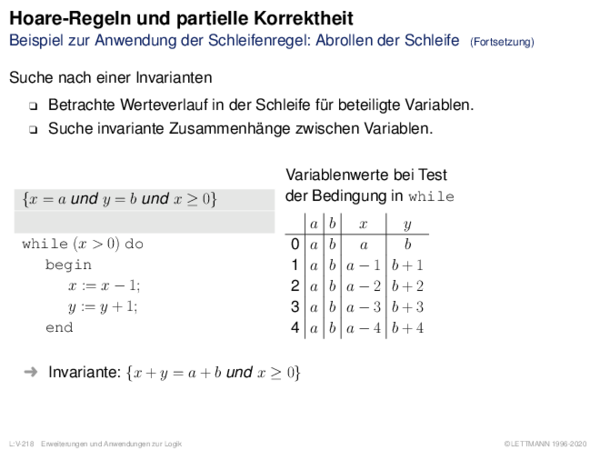 Hoare-Regeln und partielle Korrektheit
Beispiel zur Anwendung der Schleifenregel: Abrollen der Schleife (Fortsetzung)
Suche nach einer Invarianten
❑ Betrachte Werteverlauf in der Schleife für beteiligte Variablen.
❑ Suche invariante Zusammenhänge zwischen Variablen.
{x = a und y = b und x ≥ 0}
while (x > 0) do
begin
x := x − 1;
y := y + 1;
end
Variablenwerte bei Test
der Bedingung in while
a b x y
0 a b a b
1 a b a − 1 b + 1
2 a b a − 2 b + 2
3 a b a − 3 b + 3
4 a b a − 4 b + 4
➜ Invariante: {x + y = a + b und x ≥ 0}
L:V-218 Erweiterungen und Anwendungen zur Logik ©LETTMANN 1996-2020